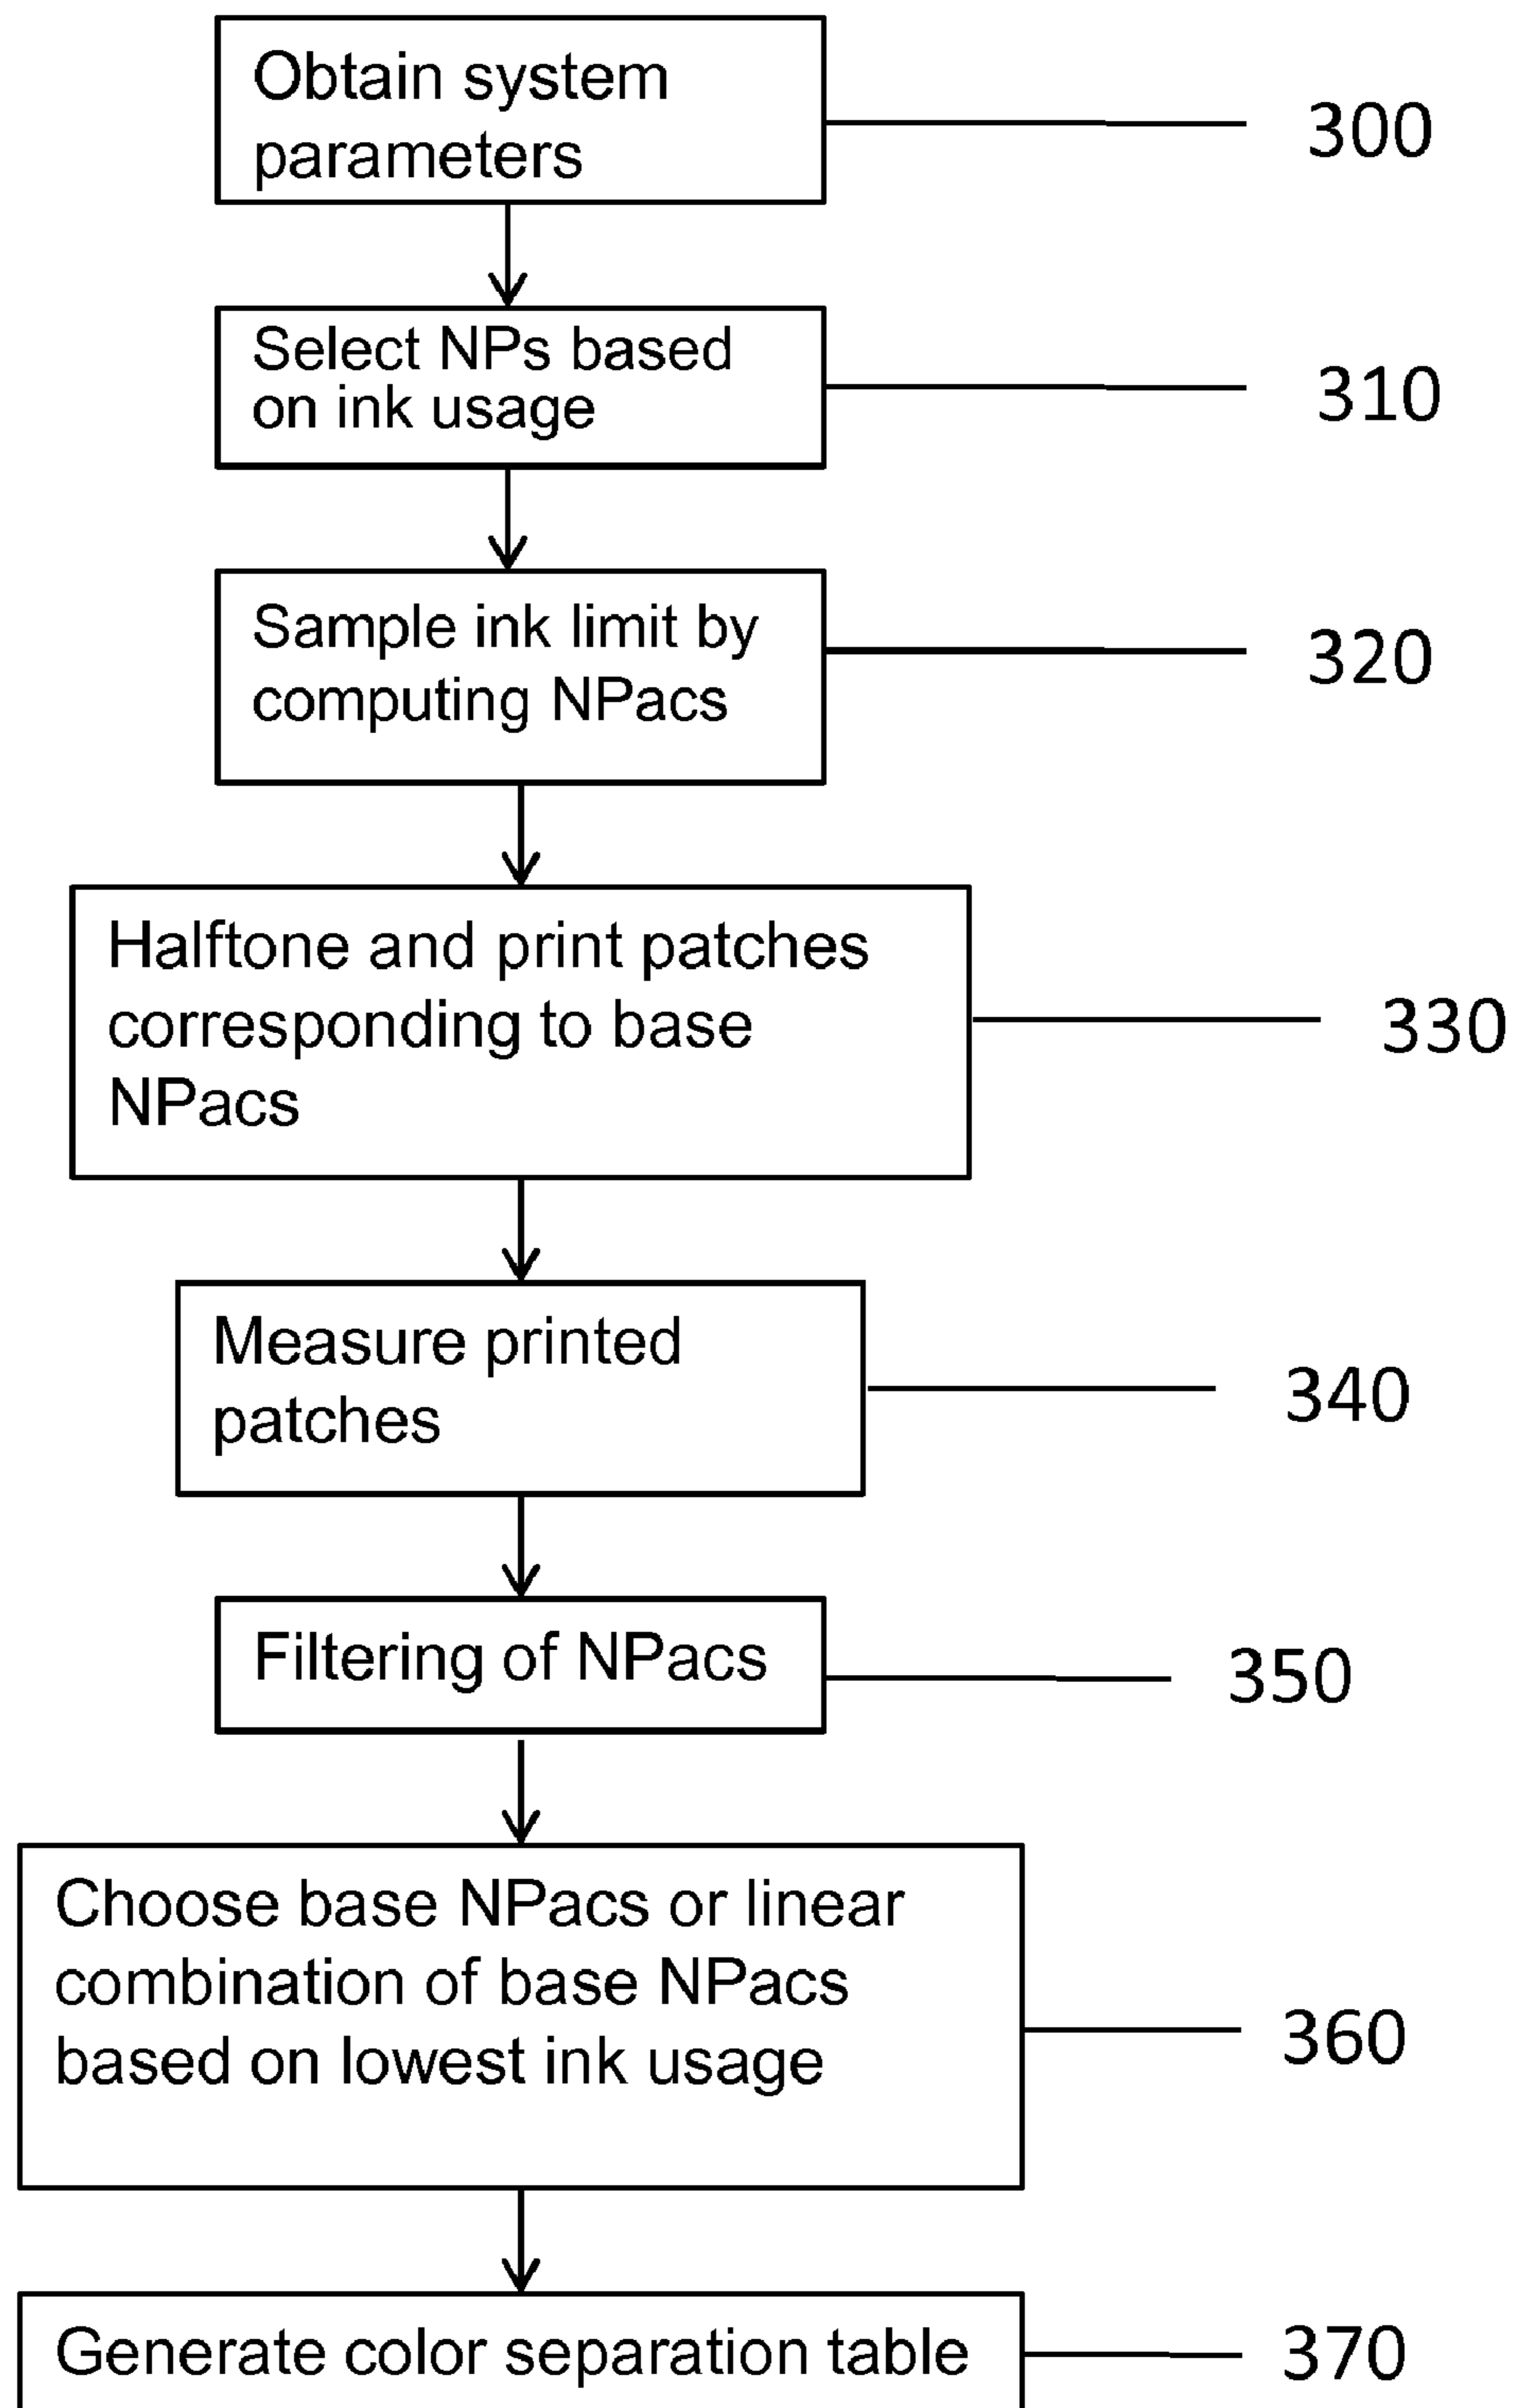 Obtain system
parameters
300
Select NPs based
on ink usage
310
Sample ink limit by
computing NPacs
320
Halftone and print patches
corresponding to base
NPacs
330
Measure printed
patches
340
Filtering of NPacs
350
Choose base NPacs or linear
combination of base NPacs
based on lowest ink usage
360
Generate color separation table
370